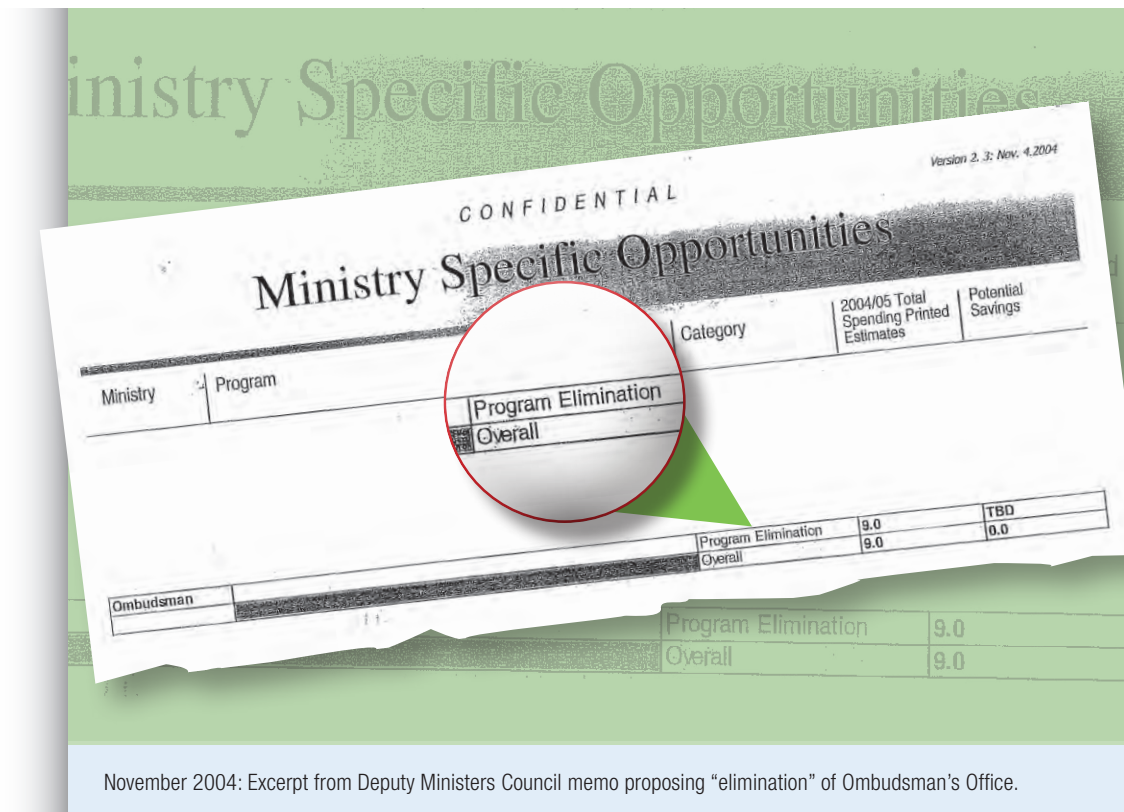 inistry Specific Opportunities
Version 2. 3: Nov. 4.2004
CONFIDENTIAL
Ministry Specific Opportunities
Ministry Program Category 2004/05 Total Spending Printed Estimates Potential Savings
Program Elimination
Overall
Program Elimination 9.0 TBD
Overall 9.0 0.0
Ombudsman
Program Elimination 9.0
Overall 9.0
November 2004: Excerpt from Deputy Ministers Council memo proposing “elimination” of Ombudsman’s Office.